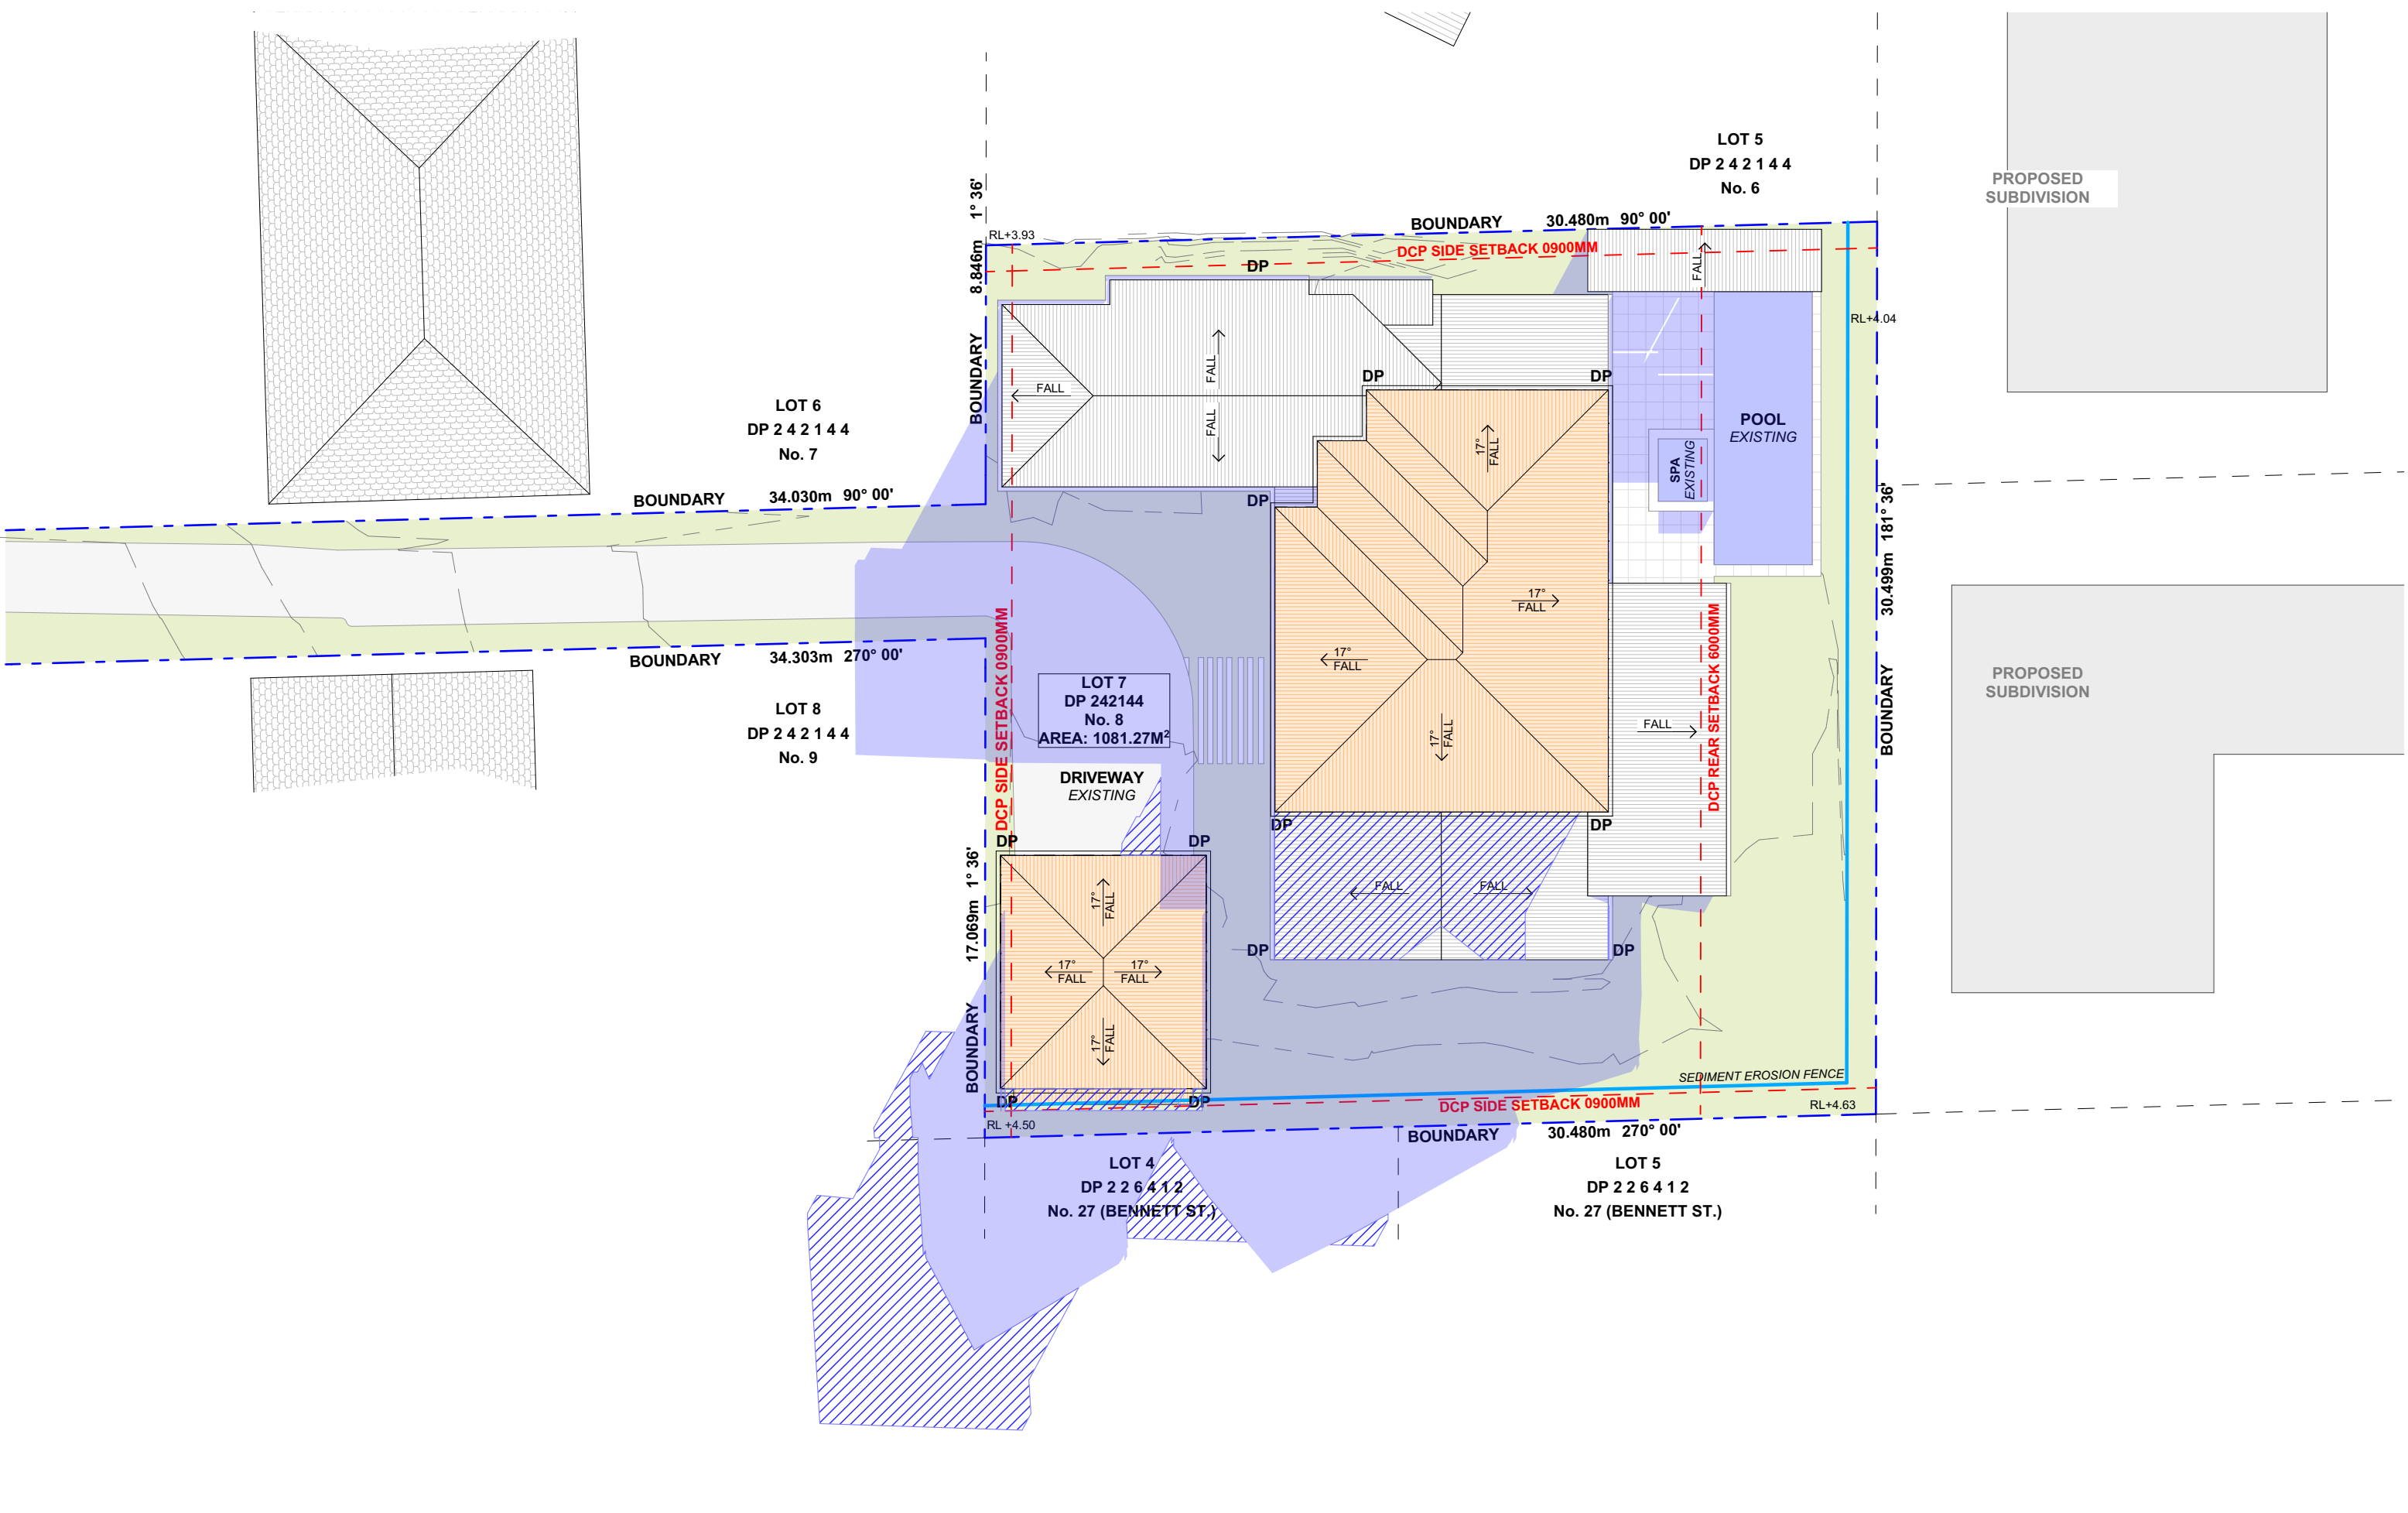 LOT 5
DP 2 4 2 1 4 4
No. 6
PROPOSED
SUBDIVISION
1° 36'
8.846m
BOUNDARY
RL+3.93
BOUNDARY 30.480m 90° 00'
DCP SIDE SETBACK 0900MM
DP
FALL
RL+4.04
FALL
FALL
FALL
DP
DP
LOT 6
DP 2 4 2 1 4 4
No. 7
POOL
EXISTING
SPA
EXISTING
17°
FALL
BOUNDARY 34.030m 90° 00'
DP
30.499m 181° 36'
BOUNDARY
17°
FALL
DCP SIDE SETBACK 0900MM
DCP REAR SETBACK 6000MM
17°
FALL
BOUNDARY 34.303m 270° 00'
LOT 7
DP 242144
No. 8
AREA: 1081.27M²
PROPOSED
SUBDIVISION
LOT 8
DP 2 4 2 1 4 4
No. 9
17°
FALL
FALL
DRIVEWAY
EXISTING
DP
DP
DP
DP
17.069m 1° 36'
BOUNDARY
17°
FALL
FALL
FALL
DP
DP
17°
FALL
17°
FALL
17°
FALL
SEDIMENT EROSION FENCE
DP
DP
DCP SIDE SETBACK 0900MM
RL+4.63
RL +4.50
BOUNDARY 30.480m 270° 00'
LOT 4
DP 2 2 6 4 1 2
No. 27 (BENNETT ST.)
LOT 5
DP 2 2 6 4 1 2
No. 27 (BENNETT ST.)